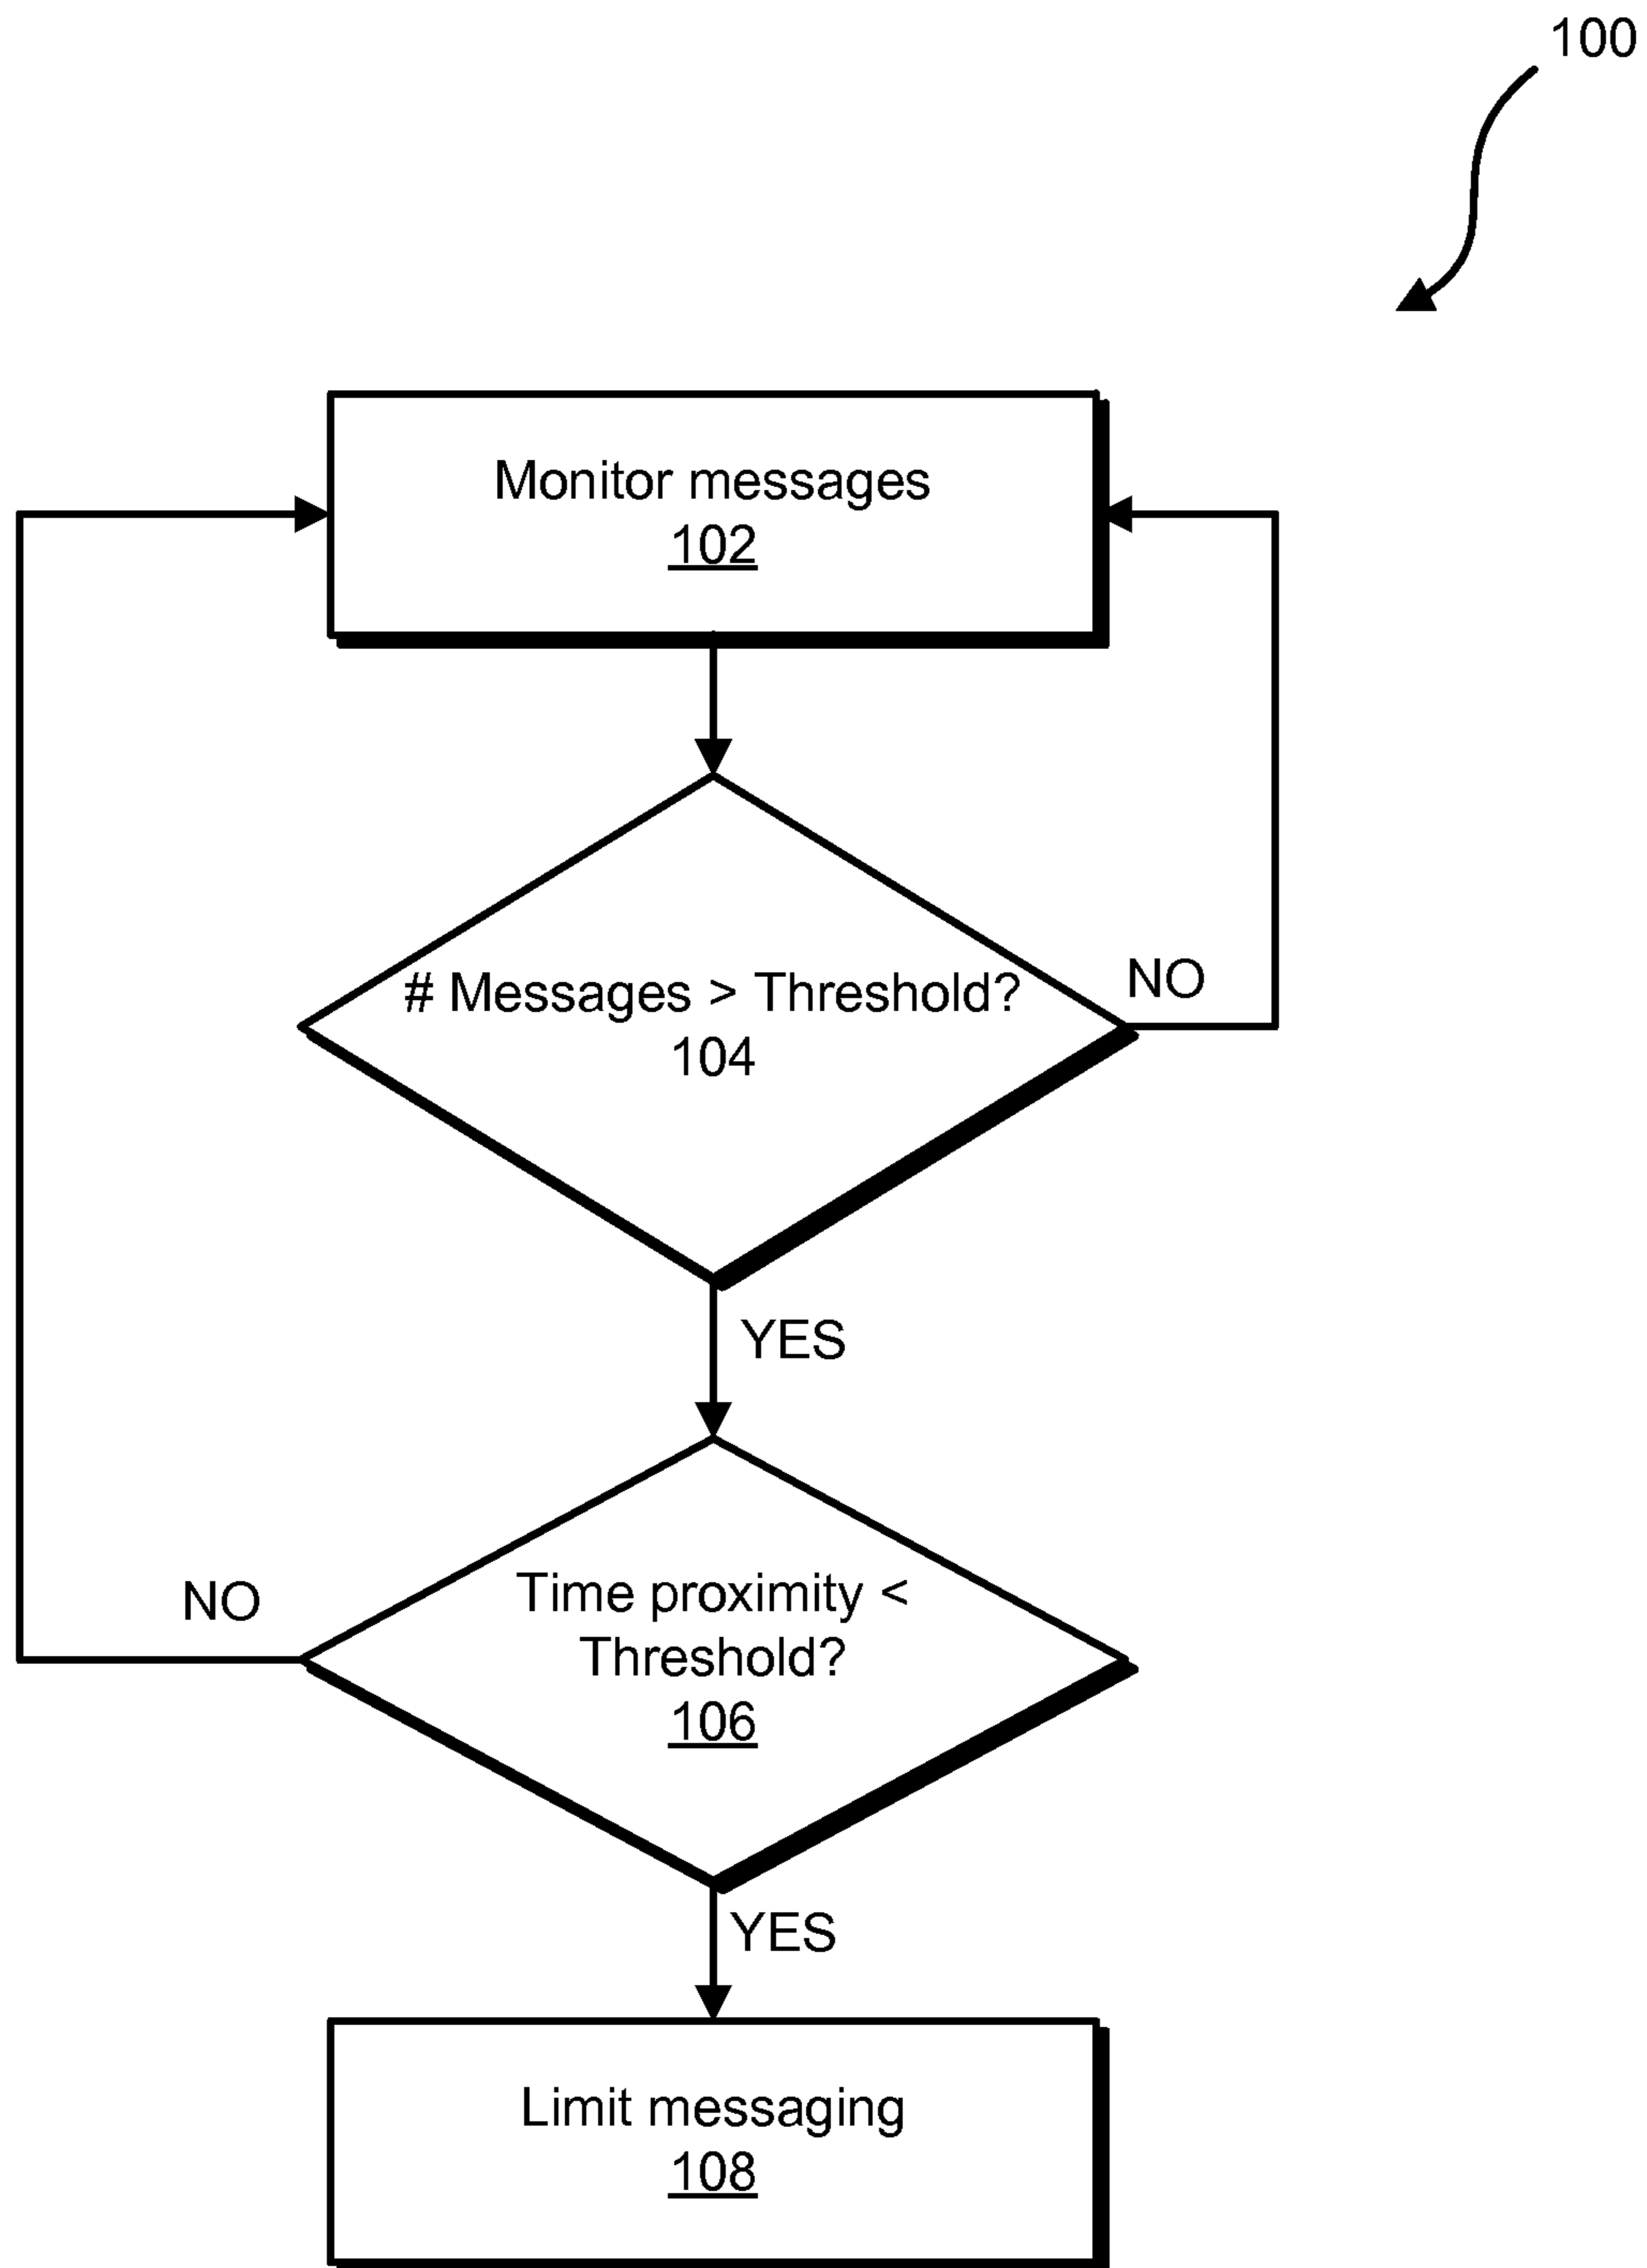 100
Monitor messages
102
# Messages > Threshold?
104
NO
YES
Time proximity <
Threshold?
106
NO
YES
Limit messaging
108